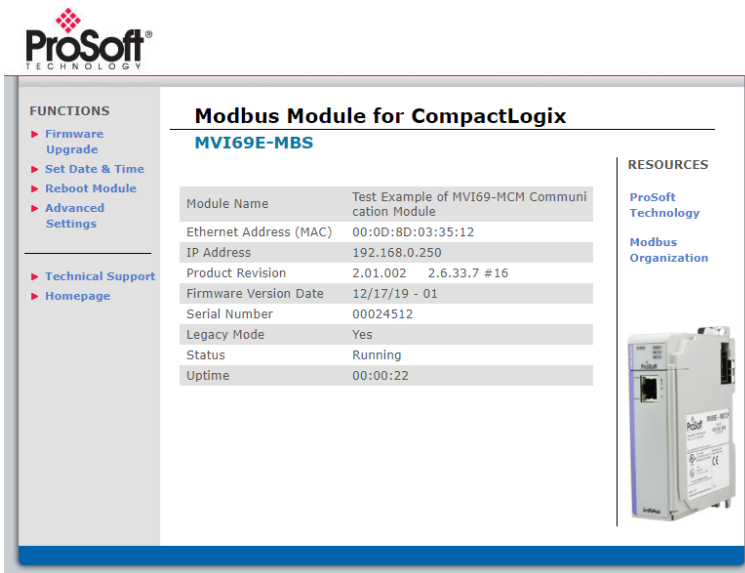 ProSoft®
TECHNOLOGY
FUNCTIONS
Firmware
Upgrade
Set Date & Time
Reboot Module
Advanced
Settings
Technical Support
Homepage
Modbus Module for CompactLogix
MVI69E-MBS
Module Name Test Example of MVI69-MCM Communi
cation Module
Ethernet Address (MAC) 00:0D:8D:03:35:12
IP Address 192.168.0.250
Product Revision 2.01.002 2.6.33.7 #16
Firmware Version Date 12/17/19 - 01
Serial Number 00024512
Legacy Mode Yes
Status Running
Uptime 00:00:22
RESOURCES
ProSoft
Technology
Modbus
Organization
ProSoft
ProSoft
CE